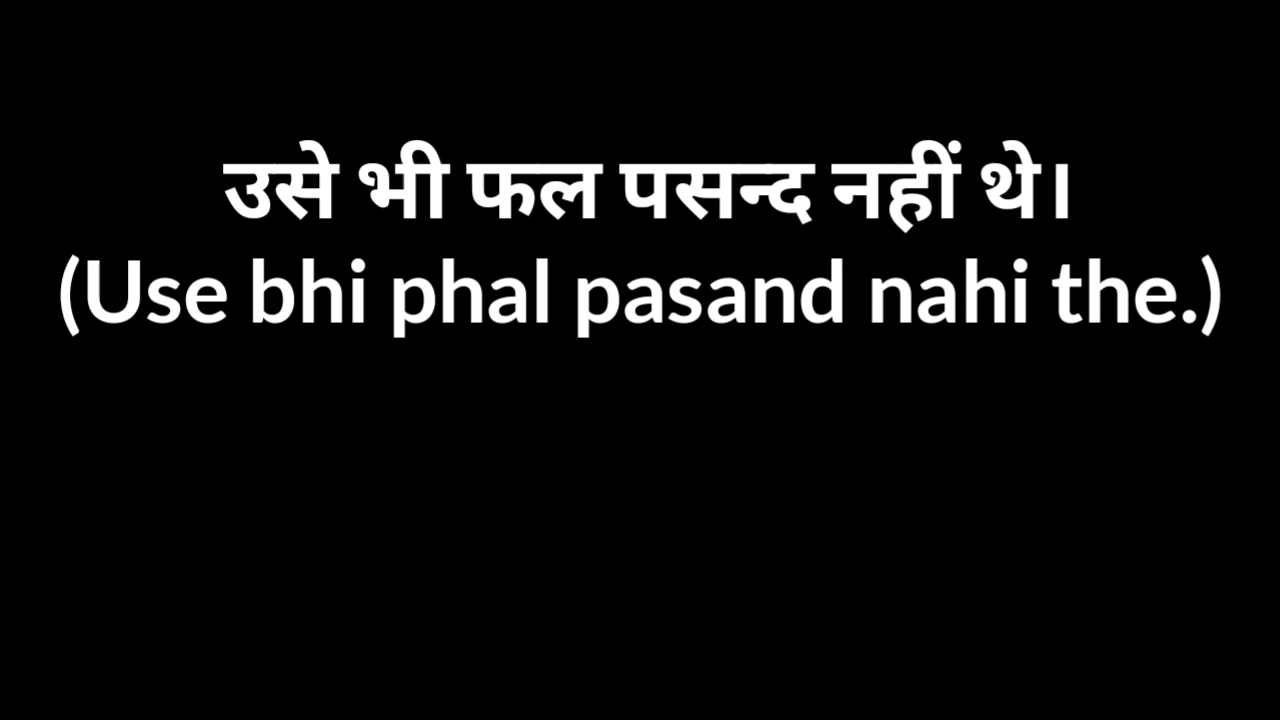 उसे भी फल पसन्द नहीं थे।
(Use bhi phal pasand nahi the.)